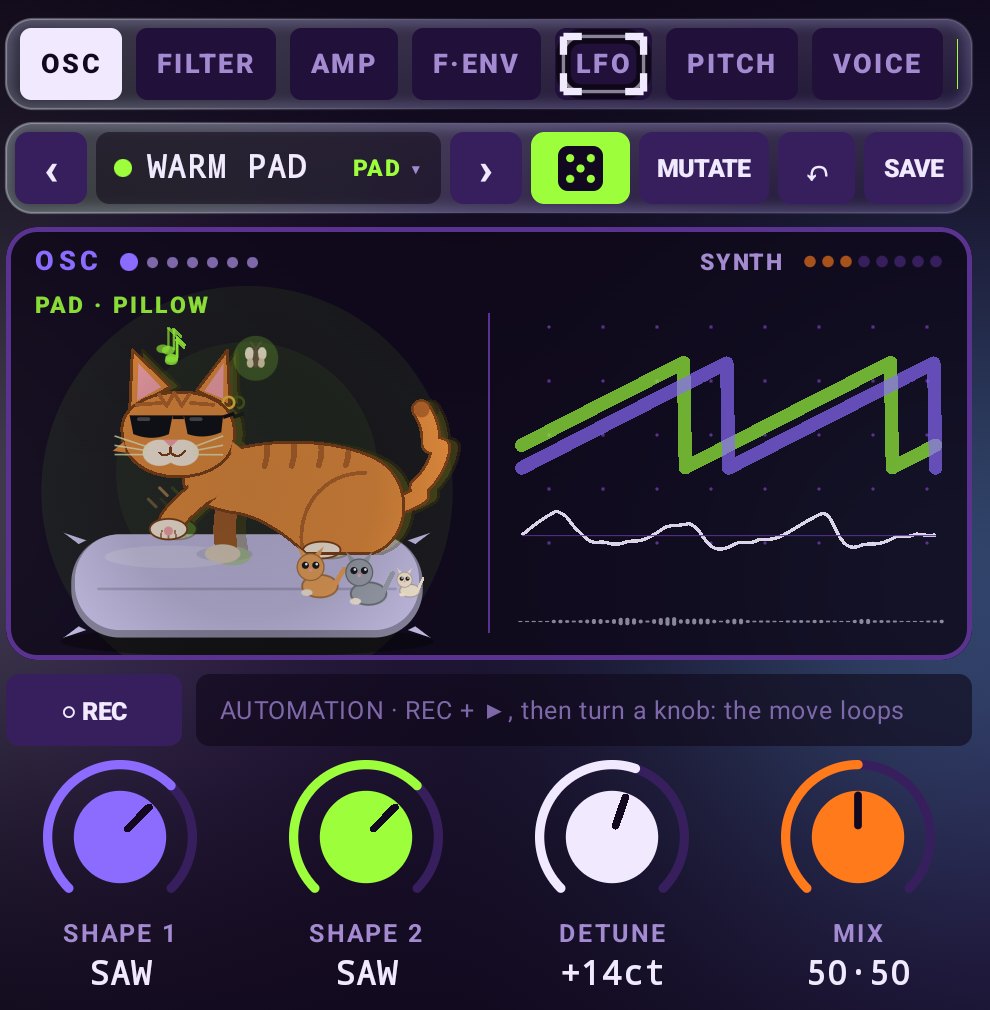 OSC FILTER AMP F·ENV LFO PITCH VOICE
‹ WARM PAD PAD ▾ › MUTATE ↶ SAVE
OSC SYNTH
PAD · PILLOW
○ REC AUTOMATION · REC + ►, then turn a knob: the move loops
SHAPE 1 SHAPE 2 DETUNE MIX
SAW SAW +14ct 50·50